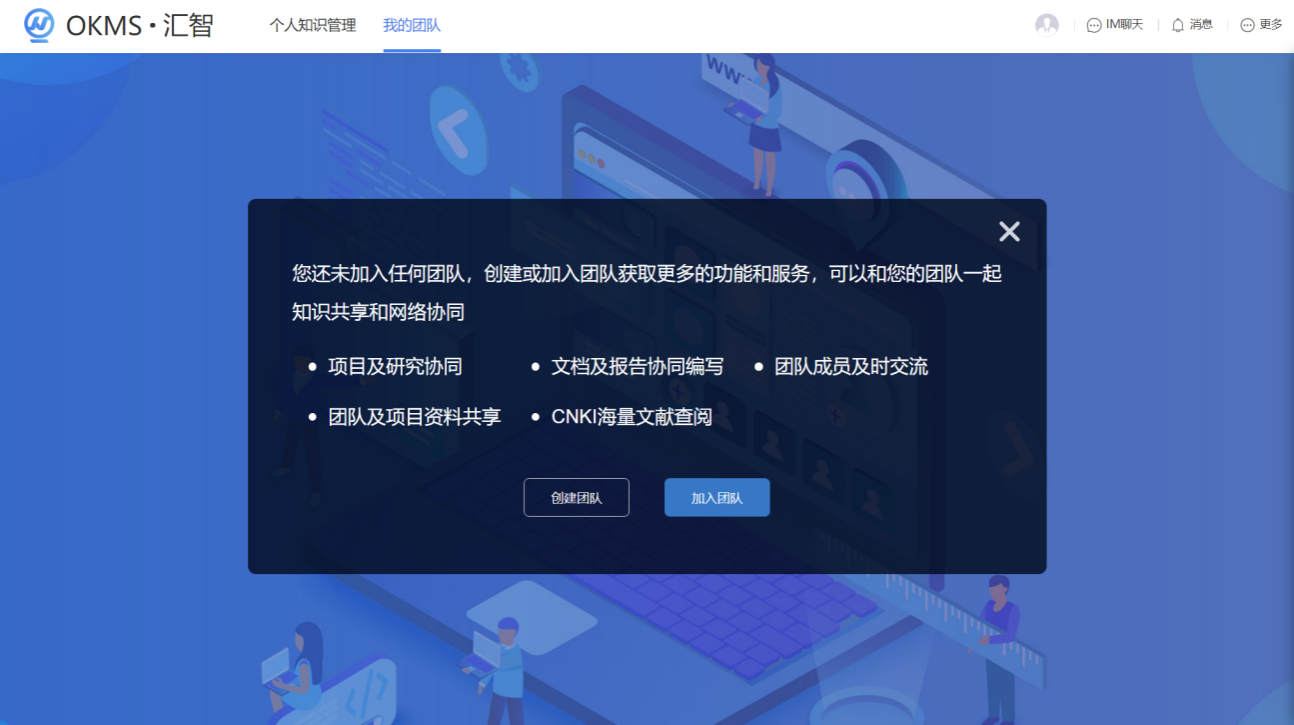 OKMS·汇智
个人知识管理
我的团队
IM聊天
消息
更多
WWW
您还未加入任何团队，创建或加入团队获取更多的功能和服务，可以和您的团队一起
知识共享和网络协同
项目及研究协同
文档及报告协同编写
团队成员及时交流
团队及项目资料共享
CNKI海量文献查阅
创建团队
加入团队